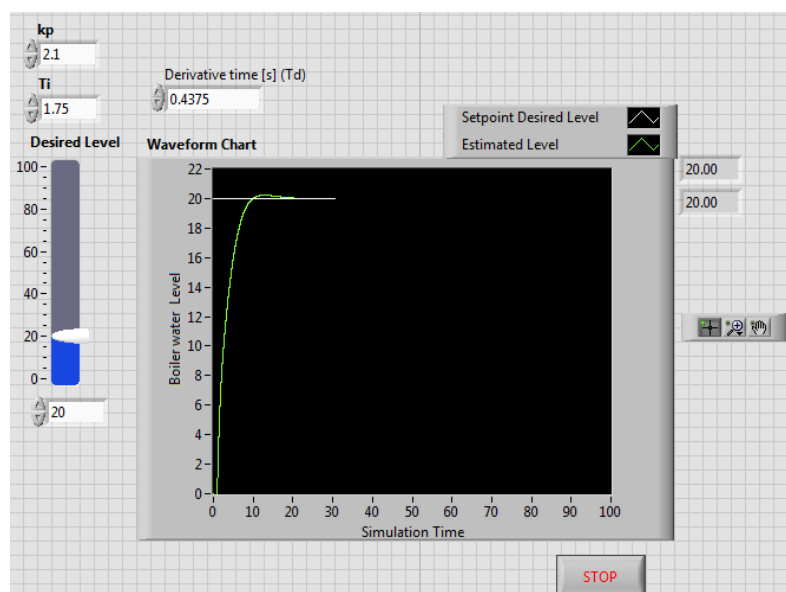 kp
2.1
Ti
1.75
Derivative time [s] (Td)
0.4375
Setpoint Desired Level
Estimated Level
Desired Level
Waveform Chart
100
80
60
40
20
0
20
22
20
18
16
14
12
10
8
6
4
2
0
Boiler water Level
0 10 20 30 40 50 60 70 80 90 100
Simulation Time
20.00
20.00
STOP